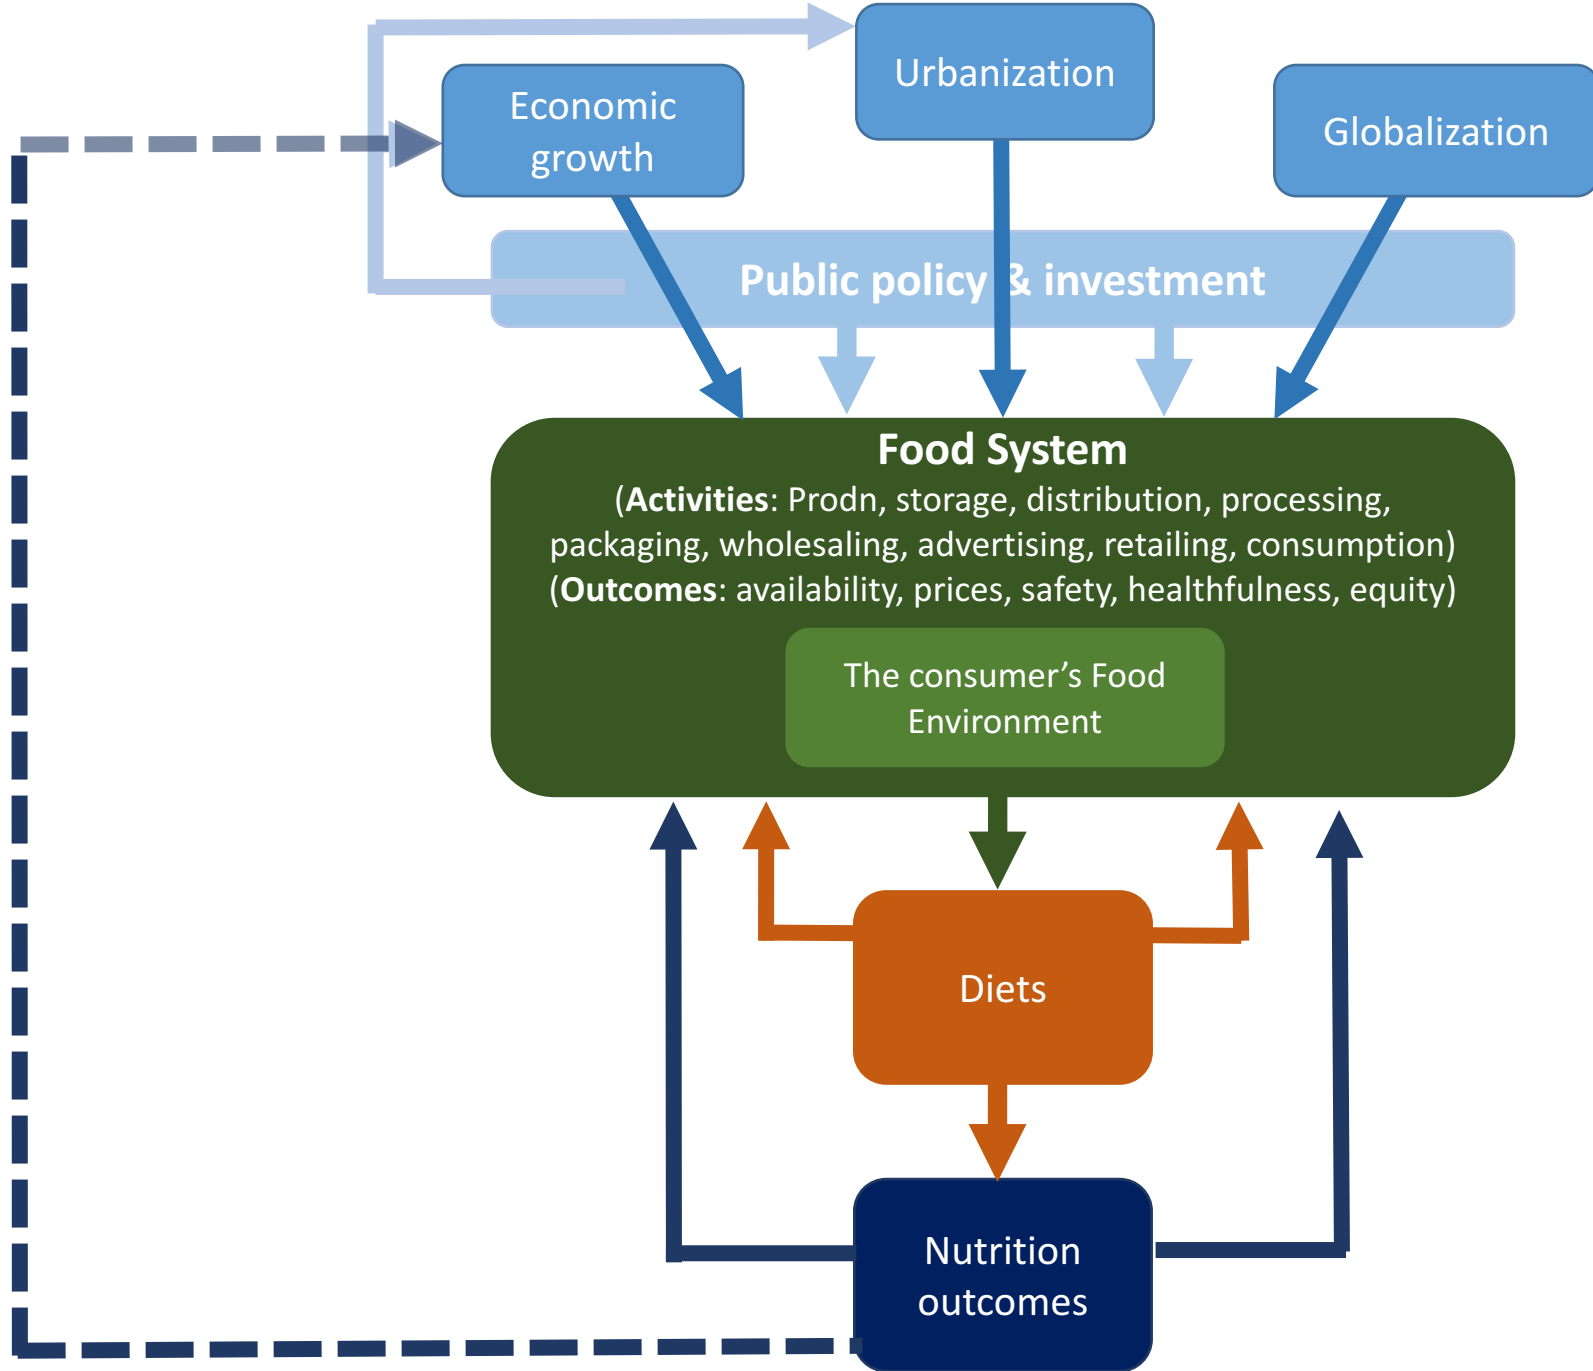 Urbanization
Economic
growth
Globalization
Public policy & investment
Food System
(Activities: Prodn, storage, distribution, processing,
packaging, wholesaling, advertising, retailing, consumption)
(Outcomes: availability, prices, safety, healthfulness, equity)
The consumer’s Food
Environment
Diets
Nutrition
outcomes